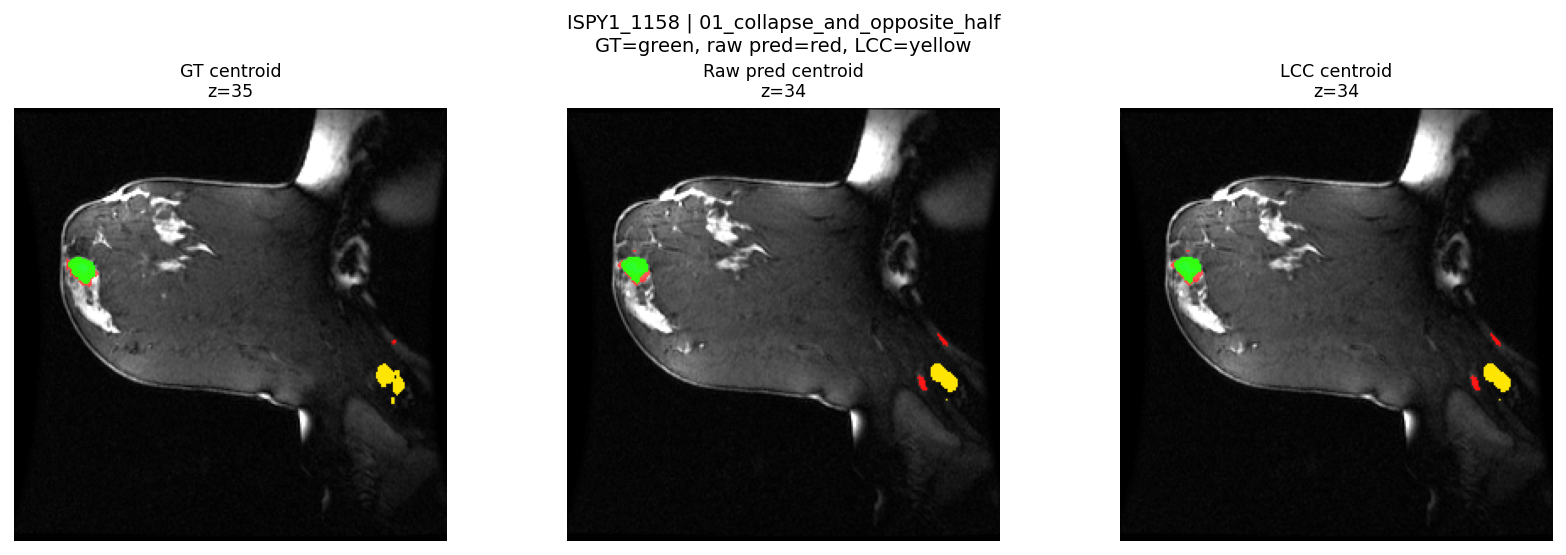 ISPY1_1158 | 01_collapse_and_opposite_half
GT=green, raw pred=red, LCC=yellow
GT centroid
z=35
Raw pred centroid
z=34
LCC centroid
z=34